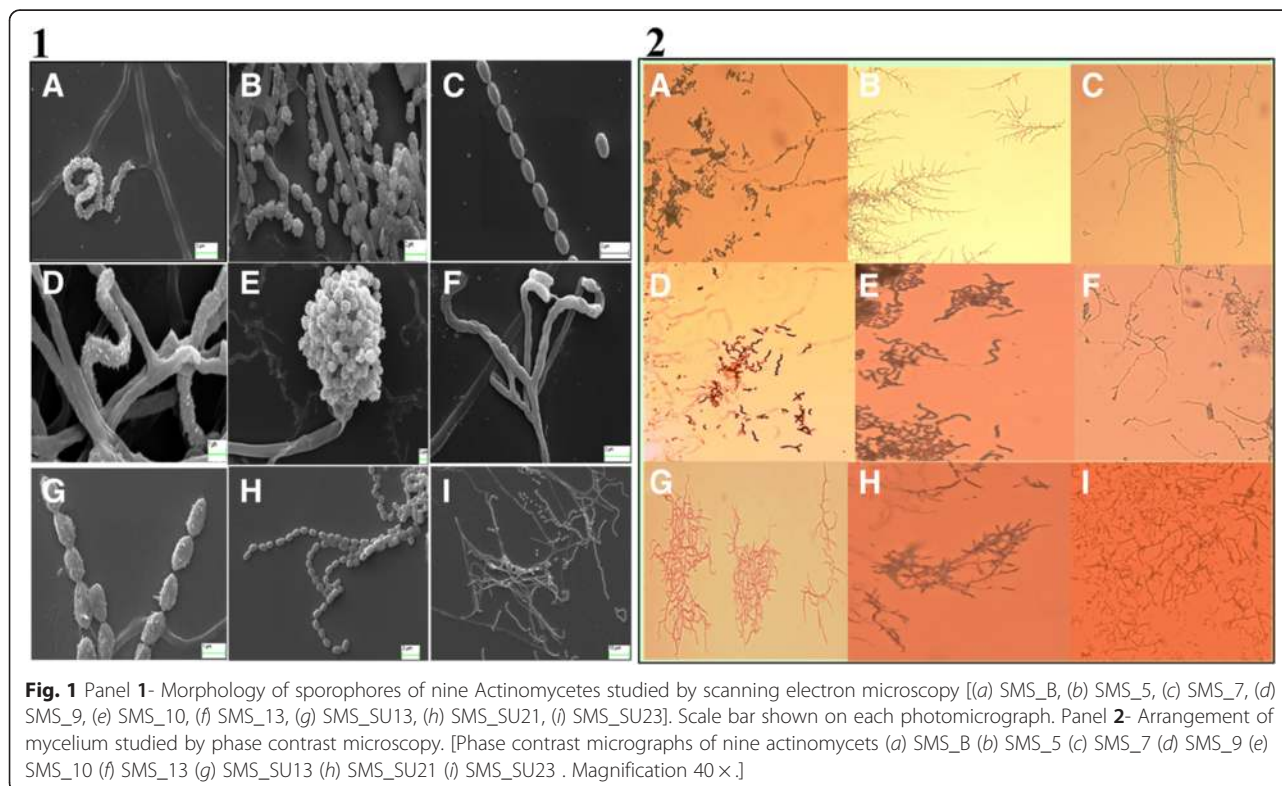 1
2
A
B
C
D
E
F
G
H
I
A
B
C
D
E
F
G
H
I
Fig. 1 Panel 1- Morphology of sporophores of nine Actinomycetes studied by scanning electron microscopy [(a) SMS_B, (b) SMS_5, (c) SMS_7, (d)
SMS_9, (e) SMS_10, (f) SMS_13, (g) SMS_SU13, (h) SMS_SU21, (i) SMS_SU23]. Scale bar shown on each photomicrograph. Panel 2- Arrangement of
mycelium studied by phase contrast microscopy. [Phase contrast micrographs of nine actinomycets (a) SMS_B (b) SMS_5 (c) SMS_7 (d) SMS_9 (e)
SMS_10 (f) SMS_13 (g) SMS_SU13 (h) SMS_SU21 (i) SMS_SU23 . Magnification 40 × .]